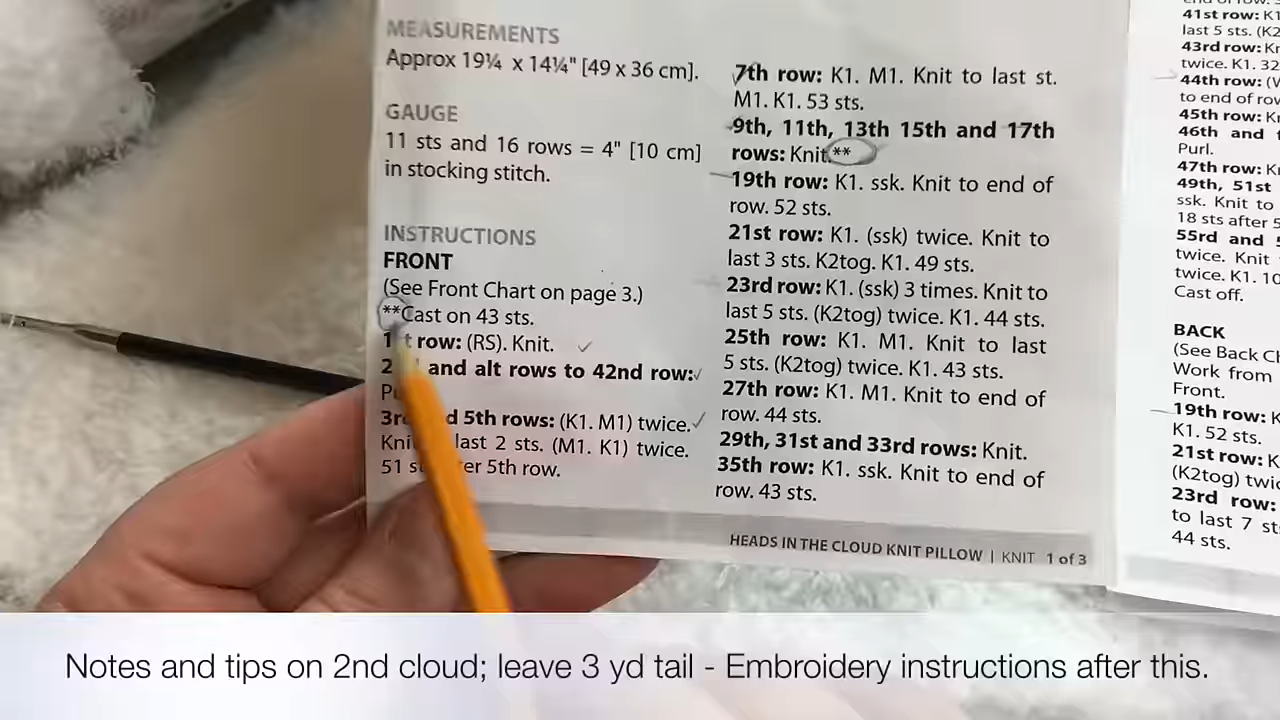 MEASUREMENTS
Approx 19¼ x 14¼" [49 x 36 cm].
GAUGE
11 sts and 16 rows = 4" [10 cm]
in stocking stitch.
INSTRUCTIONS
FRONT
(See Front Chart on page 3.)
**Cast on 43 sts.
row: (RS). Knit.
and alt rows to 42nd row:
5th rows: (K1. M1) twice.
last 2 sts. (M1. K1) twice.
51 5th row.
7th row: K1. M1. Knit to last st.
M1. K1. 53 sts.
9th, 11th, 13th 15th and 17th
rows: Knit.**
19th row: K1. ssk. Knit to end of
row. 52 sts.
21st row: K1. (ssk) twice. Knit to
last 3 sts. K2tog. K1. 49 sts.
23rd row: K1. (ssk) 3 times. Knit to
last 5 sts. (K2tog) twice. K1. 44 sts.
25th row: K1. M1. Knit to last
5 sts. (K2tog) twice. K1. 43 sts.
27th row: K1. M1. Knit to end of
row. 44 sts.
29th, 31st and 33rd rows: Knit.
35th row: K1. ssk. Knit to end of
row. 43 sts.
HEADS IN THE CLOUD KNIT PILLOW | KNIT 1 of 3
end of row.
41st row: K1
last 5 sts. (K2
43rd row:
twice. K1. 32
44th row:
to end of
45th row:
46th and
Purl.
47th row:
49th, 51st
ssk. Knit to
18 sts after
55rd and
twice. Knit
twice. K1.
Cast off.
BACK
(See Back
Work from
Front.
19th row:
K1. 52 sts.
21st row:
(K2tog)
23rd row:
to last 7
44 sts.
Notes and tips on 2nd cloud; leave 3 yd tail - Embroidery instructions after this.